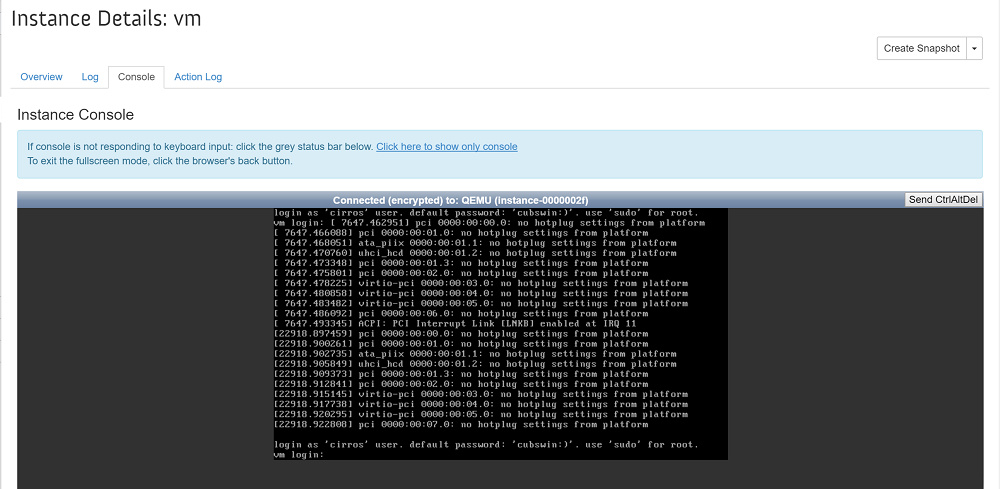 Instance Details: vm
Create Snapshot
Overview Log Console Action Log
Instance Console
If console is not responding to keyboard input: click the grey status bar below. Click here to show only console
To exit the fullscreen mode, click the browser's back button.
Connected (encrypted) to: QEMU (instance-0000002f)
Send CtrlAltDel
login as 'cirros' user. default password: 'cubswin:)'. use 'sudo' for root.
vm login: [ 7647.462951] pci 0000:00:00.0: no hotplug settings from platform
[ 7647.466088] pci 0000:00:01.0: no hotplug settings from platform
[ 7647.468051] ata_piix 0000:00:01.1: no hotplug settings from platform
[ 7647.470760] uhci_hcd 0000:00:01.2: no hotplug settings from platform
[ 7647.473348] pci 0000:00:01.3: no hotplug settings from platform
[ 7647.475801] pci 0000:00:02.0: no hotplug settings from platform
[ 7647.478225] virtio-pci 0000:00:03.0: no hotplug settings from platform
[ 7647.480858] virtio-pci 0000:00:04.0: no hotplug settings from platform
[ 7647.483482] virtio-pci 0000:00:05.0: no hotplug settings from platform
[ 7647.486092] pci 0000:00:06.0: no hotplug settings from platform
[ 7647.493345] ACPI: PCI Interrupt Link [LNKB] enabled at IRQ 11
[22918.897459] pci 0000:00:00.0: no hotplug settings from platform
[22918.900261] pci 0000:00:01.0: no hotplug settings from platform
[22918.902735] ata_piix 0000:00:01.1: no hotplug settings from platform
[22918.905849] uhci_hcd 0000:00:01.2: no hotplug settings from platform
[22918.909373] pci 0000:00:01.3: no hotplug settings from platform
[22918.912841] pci 0000:00:02.0: no hotplug settings from platform
[22918.915145] virtio-pci 0000:00:03.0: no hotplug settings from platform
[22918.917738] virtio-pci 0000:00:04.0: no hotplug settings from platform
[22918.920295] virtio-pci 0000:00:05.0: no hotplug settings from platform
[22918.922808] pci 0000:00:07.0: no hotplug settings from platform
login as 'cirros' user. default password: 'cubswin:)'. use 'sudo' for root.
vm login: